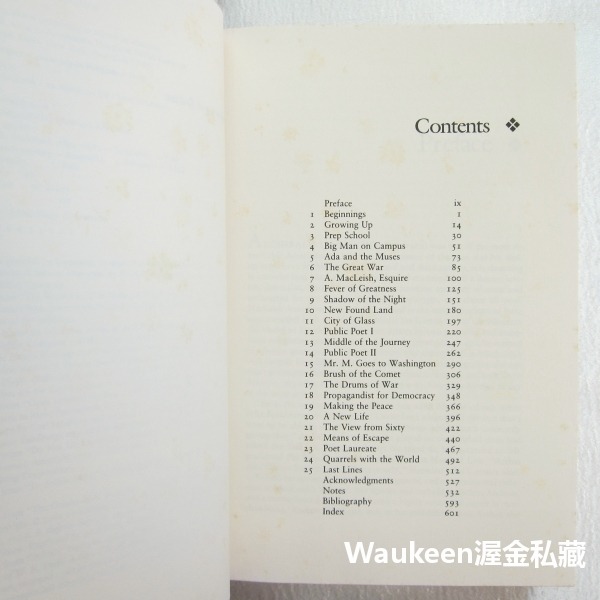 Contents ❖
Preface ix
1 Beginnings 1
2 Growing Up 14
3 Prep School 30
4 Big Man on Campus 51
5 Ada and the Muses 73
6 The Great War 85
7 A. MacLeish, Esquire 100
8 Fever of Greatness 125
9 Shadow of the Night 151
10 New Found Land 180
11 City of Glass 197
12 Public Poet I 220
13 Middle of the Journey 247
14 Public Poet II 262
15 Mr. M. Goes to Washington 290
16 Brush of the Comet 306
17 The Drums of War 329
18 Propagandist for Democracy 348
19 Making the Peace 366
20 A New Life 396
21 The View from Sixty 422
22 Means of Escape 440
23 Poet Laureate 467
24 Quarrels with the World 492
25 Last Lines 512
Acknowledgments 527
Notes 532
Bibliography 593
Index 601
Waukeen渥金私藏